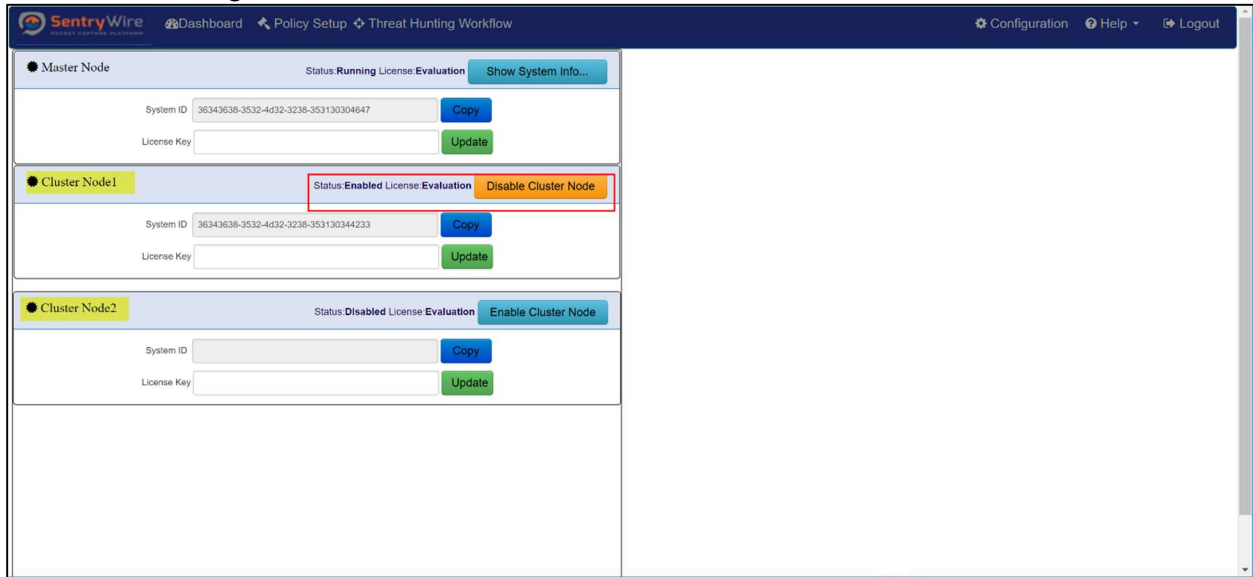 SentryWire Dashboard Policy Setup Threat Hunting Workflow Configuration Help Logout
PACKET CAPTURE PLATFORM
Master Node Status:Running License:Evaluation Show System Info...
System ID 36343638-3532-4d32-3238-353130304647 Copy
License Key Update
Cluster Node1 Status:Enabled License:Evaluation Disable Cluster Node
System ID 36343638-3532-4d32-3238-353130344233 Copy
License Key Update
Cluster Node2 Status:Disabled License:Evaluation Enable Cluster Node
System ID Copy
License Key Update